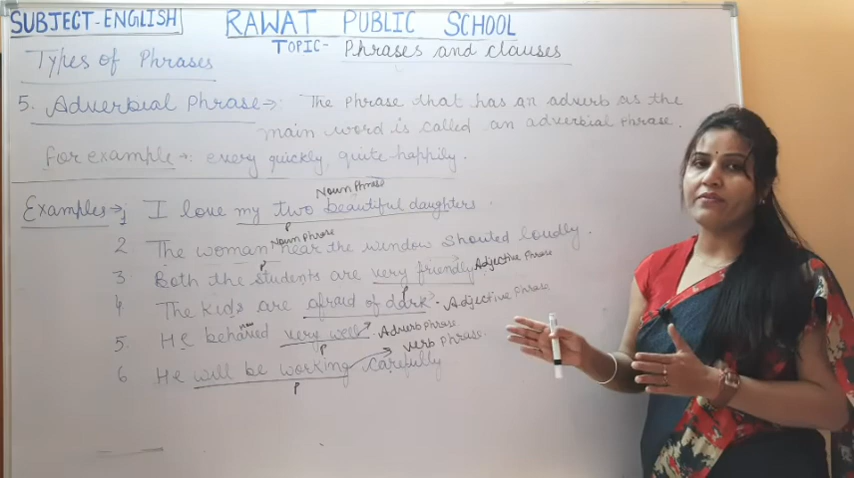 SUBJECT-ENGLISH RAWAT PUBLIC SCHOOL
TOPIC- Phrases and clauses
Types of Phrases
5. Adverbial Phrase→: The phrase that has an adverb as the
main word is called an adverbial phrase.
For example→: every quickly, quite-happily.
Noun Phrase
Examples→ 1 I love my two beautiful daughters.
P
Noun Phrase
2 The woman near the window shouted loudly.
P
3 Both the students are very friendly Adjective Phrase
P
4 The kids are afraid of dark. Adjective Phrase
5. He behaved very well. Adverb phrase
P
verb phrase.
6 He will be working carefully
P